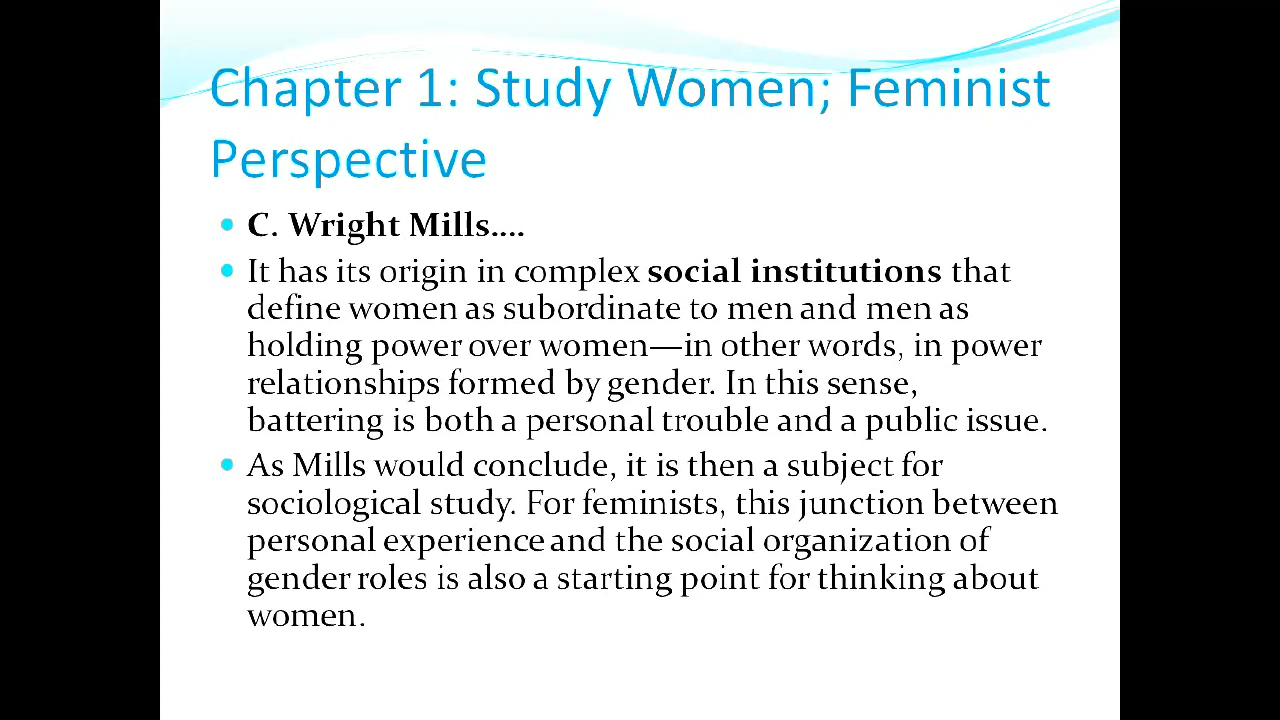 Chapter 1: Study Women; Feminist
Perspective
C. Wright Mills....
It has its origin in complex social institutions that
define women as subordinate to men and men as
holding power over women—in other words, in power
relationships formed by gender. In this sense,
battering is both a personal trouble and a public issue.
As Mills would conclude, it is then a subject for
sociological study. For feminists, this junction between
personal experience and the social organization of
gender roles is also a starting point for thinking about
women.